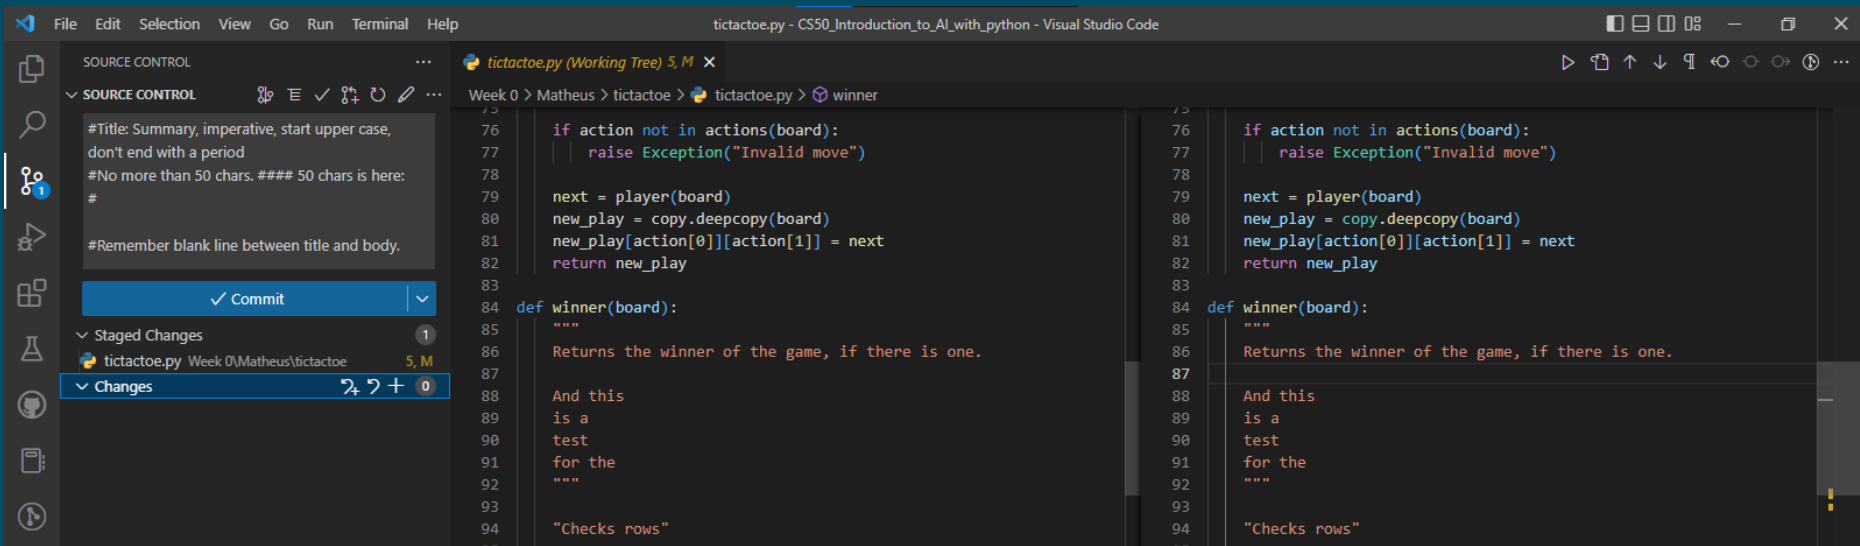 File Edit Selection View Go Run Terminal Help
tictactoe.py - CS50_Introduction_to_AI_with_python - Visual Studio Code
SOURCE CONTROL
SOURCE CONTROL
#Title: Summary, imperative, start upper case,
don't end with a period
#No more than 50 chars. #### 50 chars is here:
#
#Remember blank line between title and body.
Commit
Staged Changes 1
tictactoe.py Week 0\Matheus\tictactoe 5, M
Changes 0
1
tictactoe.py (Working Tree) 5, M
Week 0 > Matheus > tictactoe > tictactoe.py > winner
75
76 if action not in actions(board):
77 raise Exception("Invalid move")
78
79 next = player(board)
80 new_play = copy.deepcopy(board)
81 new_play[action[0]][action[1]] = next
82 return new_play
83
84 def winner(board):
85 """
86 Returns the winner of the game, if there is one.
87
88 And this
89 is a
90 test
91 for the
92 """
93
94 "Checks rows"
75
76 if action not in actions(board):
77 raise Exception("Invalid move")
78
79 next = player(board)
80 new_play = copy.deepcopy(board)
81 new_play[action[0]][action[1]] = next
82 return new_play
83
84 def winner(board):
85 """
86 Returns the winner of the game, if there is one.
87
88 And this
89 is a
90 test
91 for the
92 """
93
94 "Checks rows"